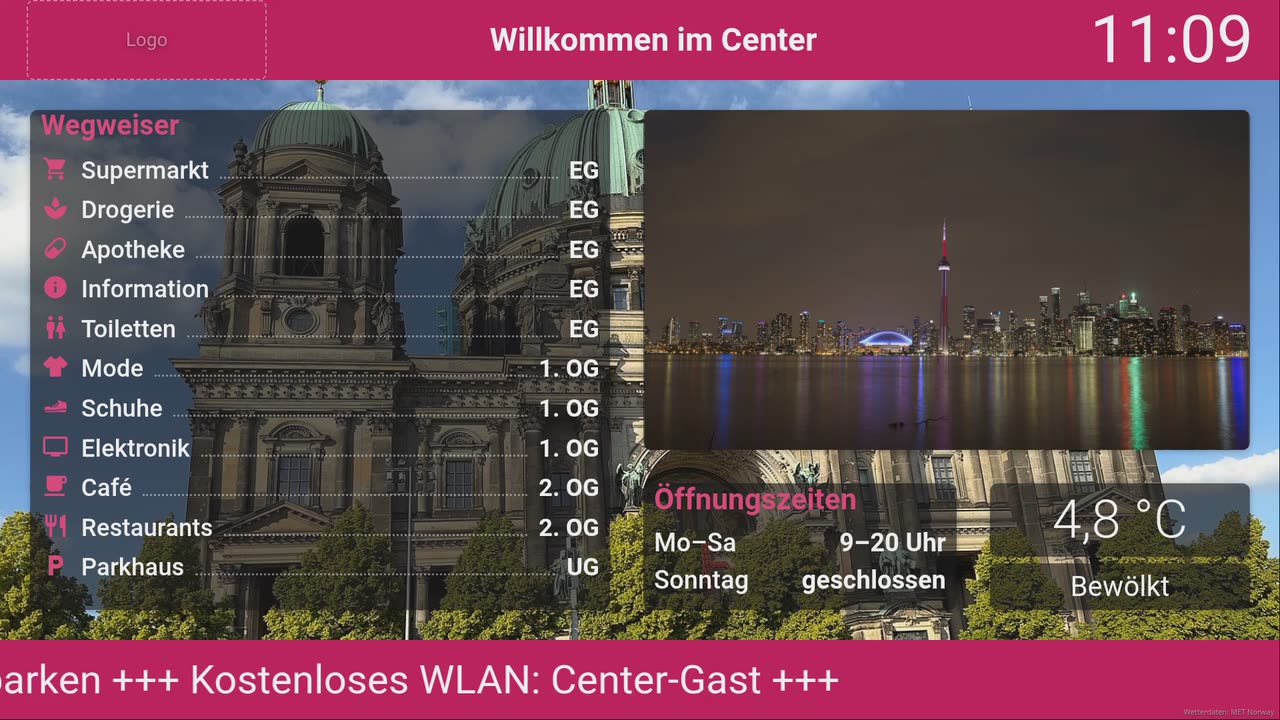 Logo
Willkommen im Center
11:09
Wegweiser
Supermarkt EG
Drogerie EG
Apotheke EG
Information EG
Toiletten EG
Mode 1. OG
Schuhe 1. OG
Elektronik 1. OG
Café 2. OG
Restaurants 2. OG
P Parkhaus UG
Öffnungszeiten
Mo–Sa 9–20 Uhr
Sonntag geschlossen
4,8 °C
Bewölkt
arken +++ Kostenloses WLAN: Center-Gast +++
Wetterdaten: MET Norway